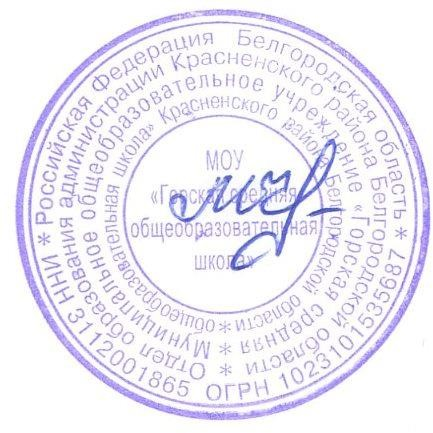 * Российская Федерация Белгородская область * ИНН 3112001865 ОГРН 1023101535687
Отдел образования администрации Красненского района Белгородской области *
Муниципальное общеобразовательное учреждение «Горская средняя
общеобразовательная школа» Красненского района Белгородской области *
МОУ
«Горская средняя
общеобразовательная
школа»